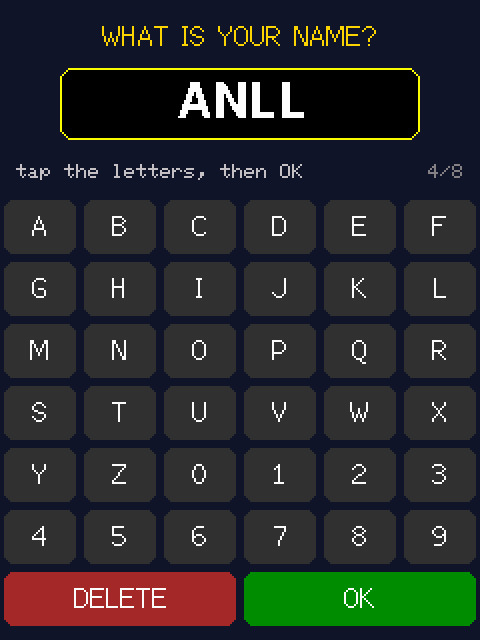 WHAT IS YOUR NAME?
ANLL
tap the letters, then OK 4/8
A B C D E F
G H I J K L
M N O P Q R
S T U V W X
Y Z 0 1 2 3
4 5 6 7 8 9
DELETE OK